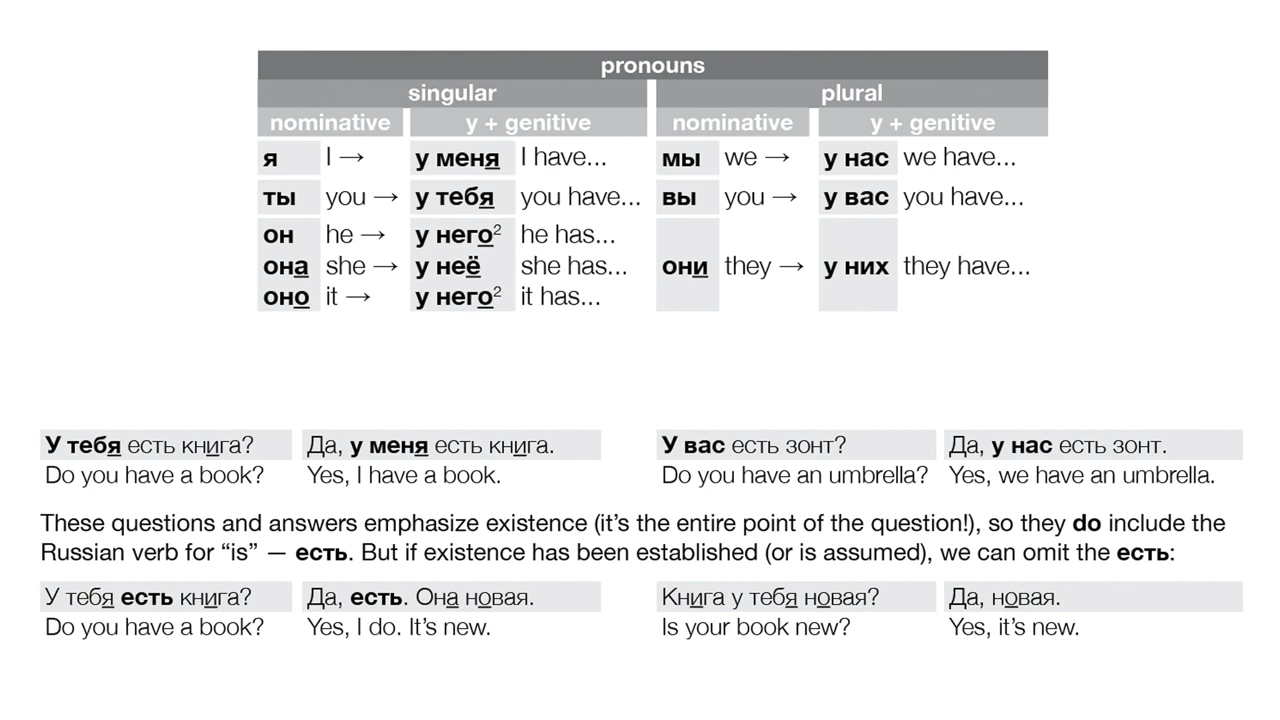 pronouns
singular plural
nominative y + genitive nominative y + genitive
я I → у меня I have... мы we → у нас we have...
ты you → у тебя you have... вы you → у вас you have...
он he → у него² he has...
она she → у неё she has... они they → у них they have...
оно it → у него² it has...
У тебя есть книга? Да, у меня есть книга. У вас есть зонт? Да, у нас есть зонт.
Do you have a book? Yes, I have a book. Do you have an umbrella? Yes, we have an umbrella.
These questions and answers emphasize existence (it’s the entire point of the question!), so they do include the
Russian verb for “is” — есть. But if existence has been established (or is assumed), we can omit the есть:
У тебя есть книга? Да, есть. Она новая. Книга у тебя новая? Да, новая.
Do you have a book? Yes, I do. It’s new. Is your book new? Yes, it’s new.